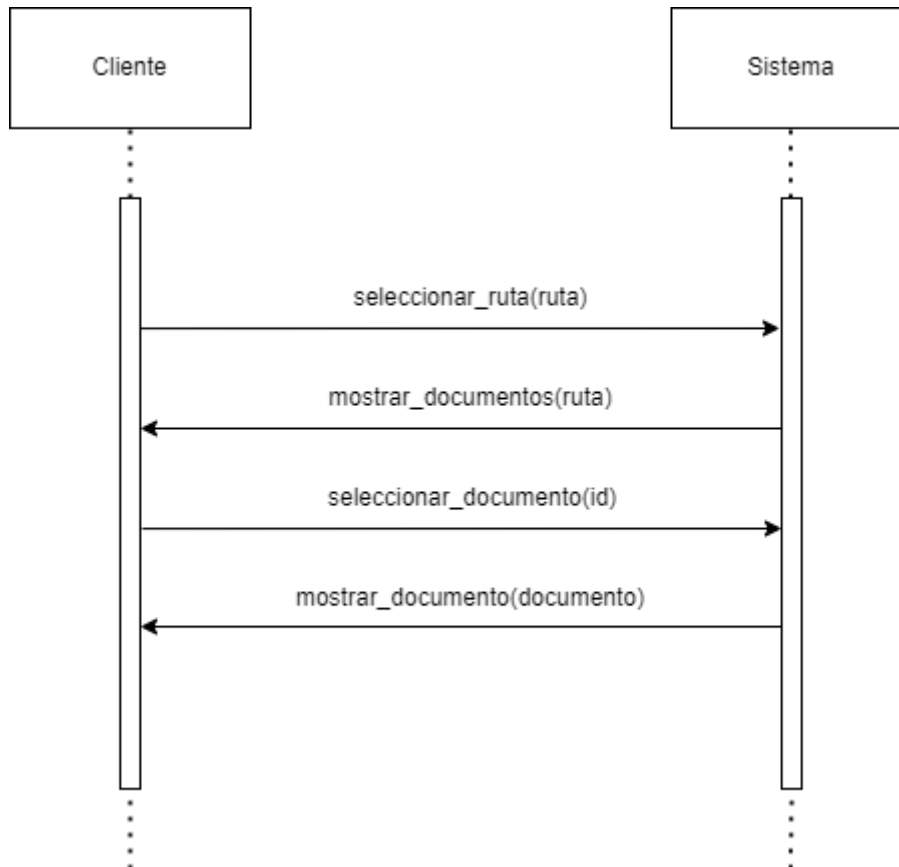 Cliente
Sistema
seleccionar_ruta(ruta)
mostrar_documentos(ruta)
seleccionar_documento(id)
mostrar_documento(documento)